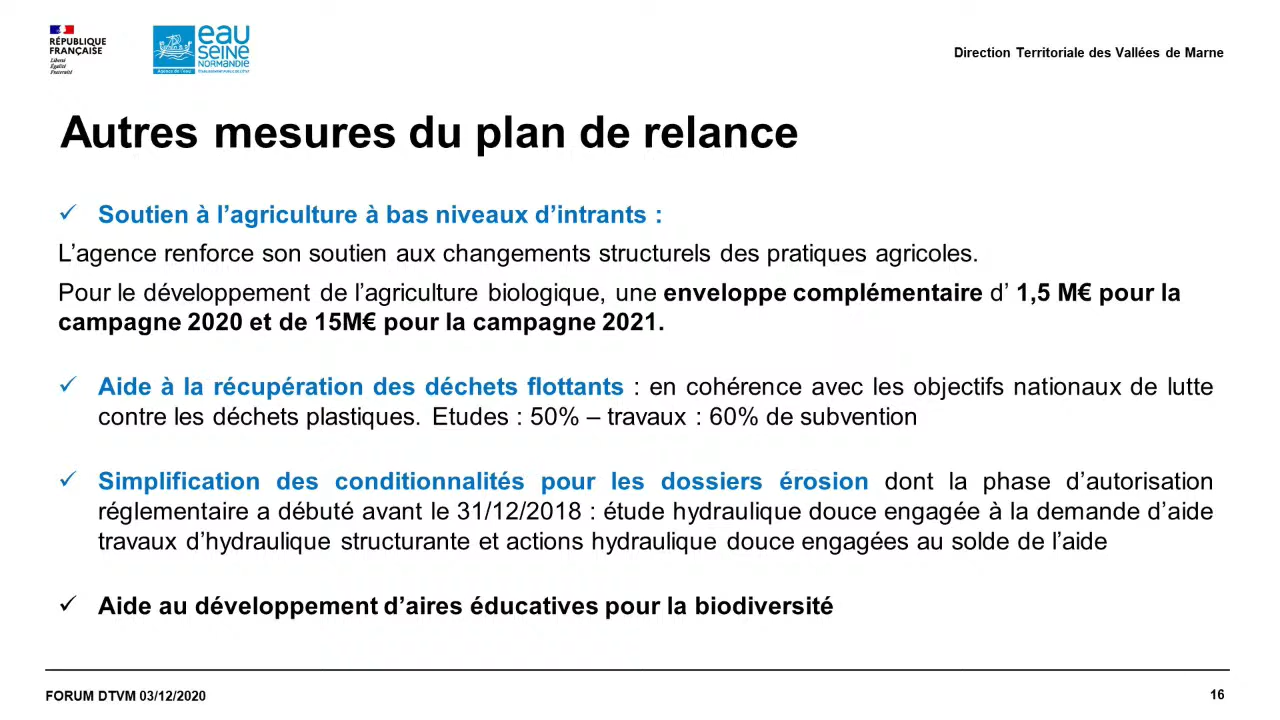 RÉPUBLIQUE
FRANÇAISE
Liberté
Égalité
Fraternité
eau
SEINE
NORMANDIE
Agence de l'eau
Direction Territoriale des Vallées de Marne
Autres mesures du plan de relance
✓ Soutien à l’agriculture à bas niveaux d’intrants :
L’agence renforce son soutien aux changements structurels des pratiques agricoles.
Pour le développement de l’agriculture biologique, une enveloppe complémentaire d’ 1,5 M€ pour la
campagne 2020 et de 15M€ pour la campagne 2021.
✓ Aide à la récupération des déchets flottants : en cohérence avec les objectifs nationaux de lutte
contre les déchets plastiques. Etudes : 50% – travaux : 60% de subvention
✓ Simplification des conditionnalités pour les dossiers érosion dont la phase d’autorisation
réglementaire a débuté avant le 31/12/2018 : étude hydraulique douce engagée à la demande d’aide
travaux d’hydraulique structurante et actions hydraulique douce engagées au solde de l’aide
✓ Aide au développement d’aires éducatives pour la biodiversité
FORUM DTVM 03/12/2020
16